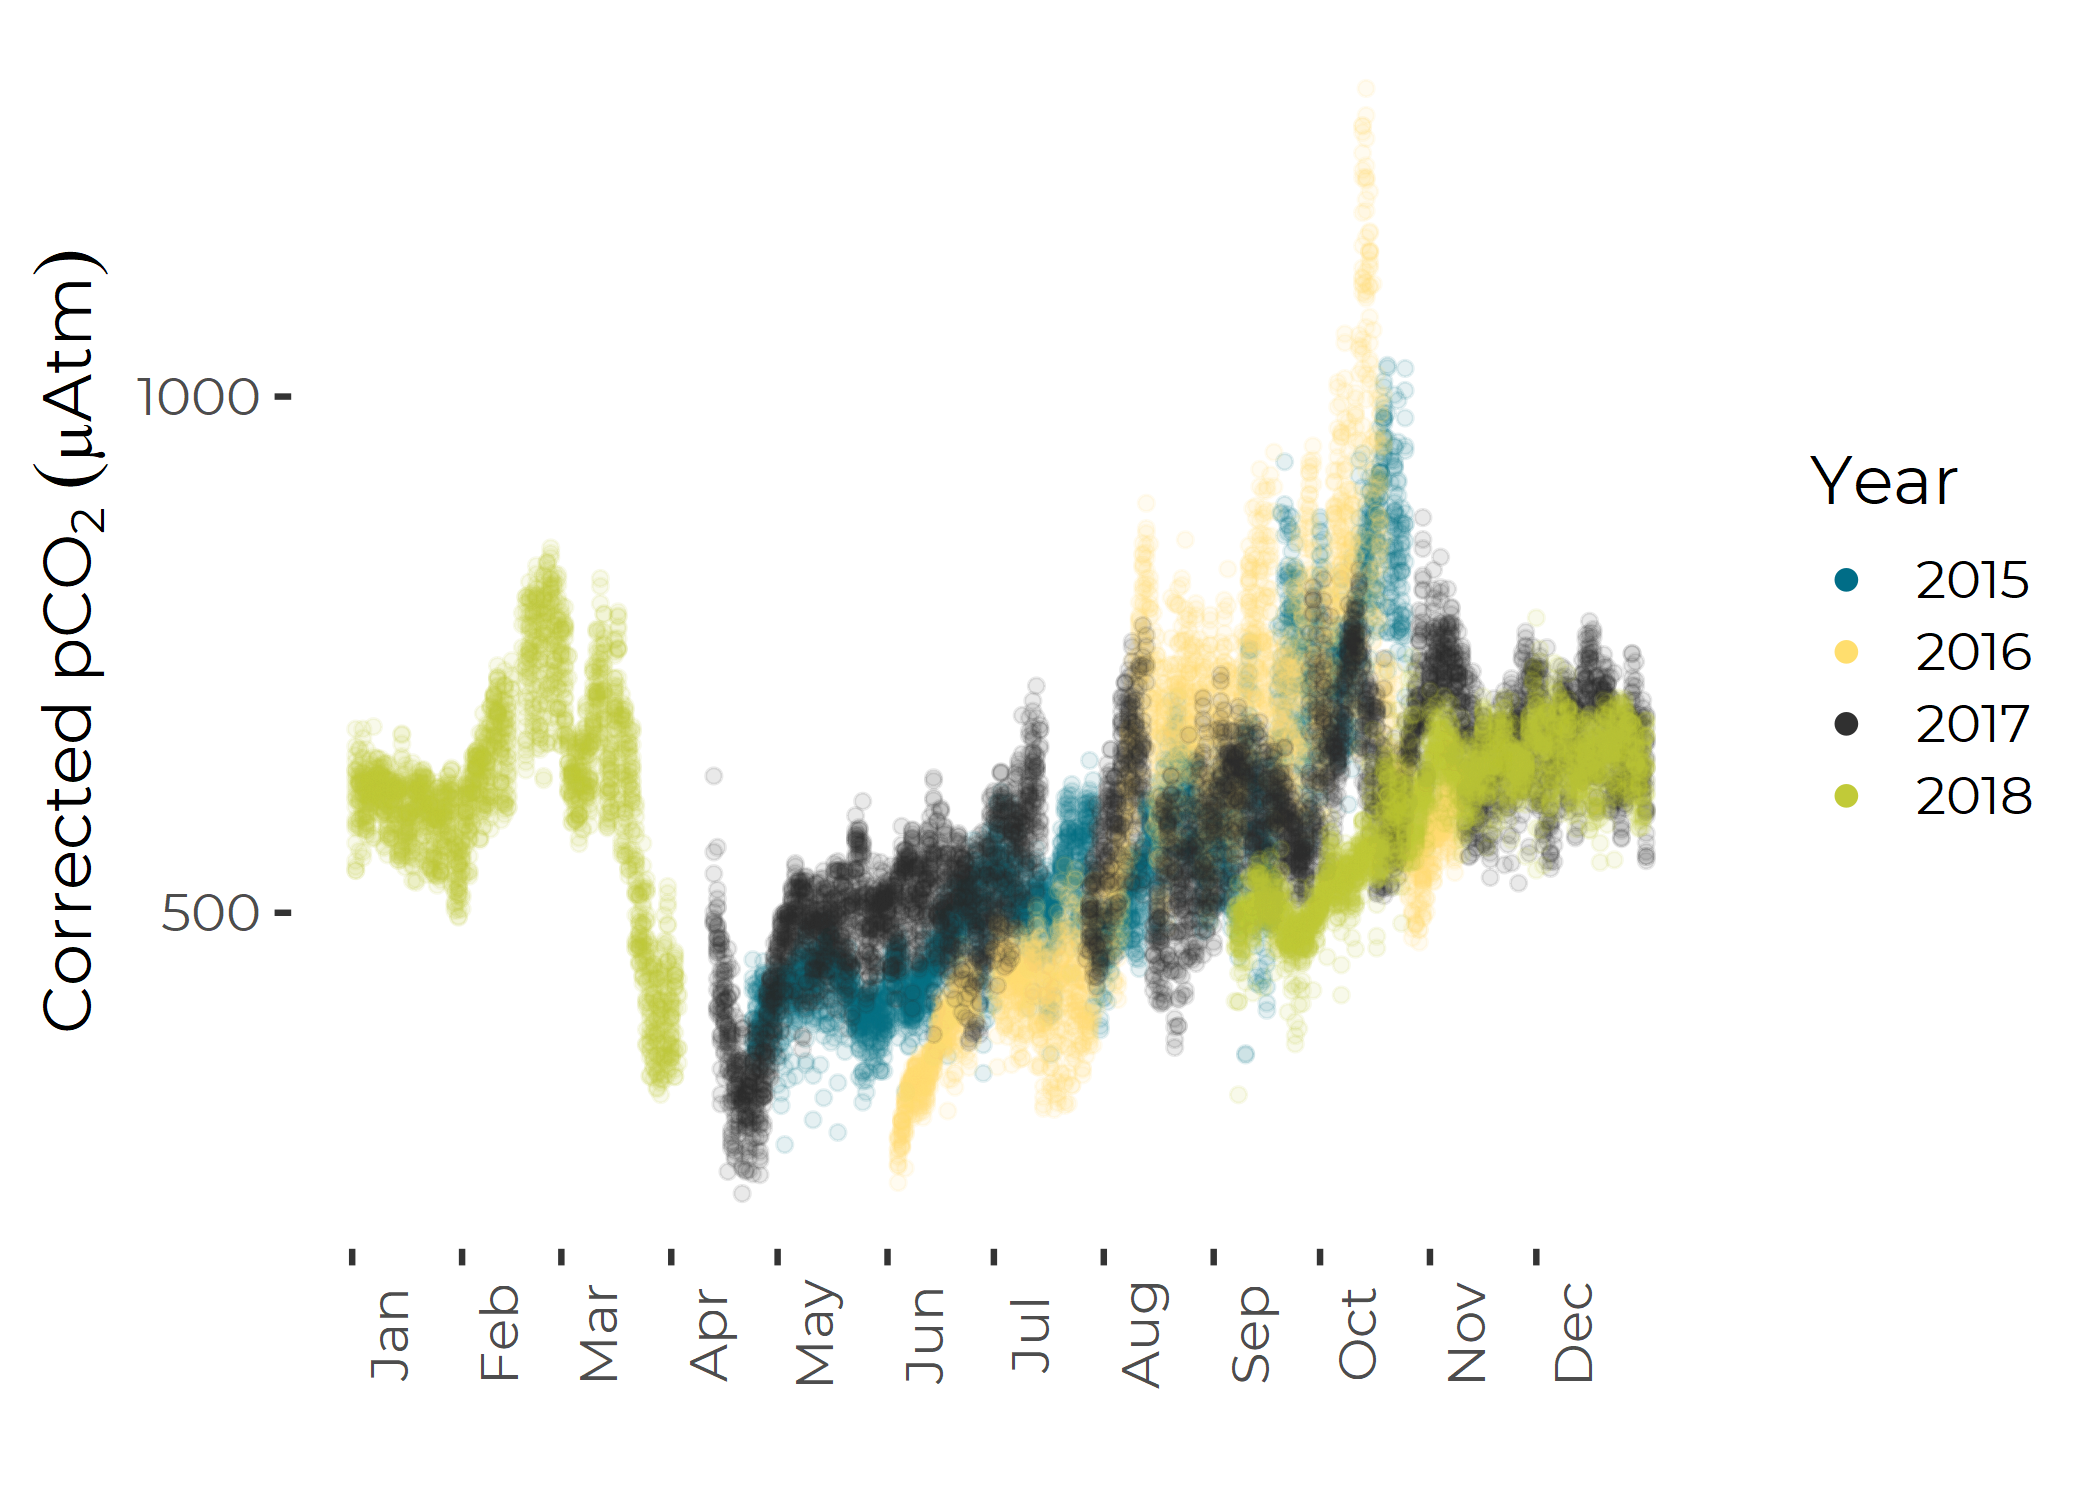 Corrected pCO₂ (μAtm)
1000
500
Jan
Feb
Mar
Apr
May
Jun
Jul
Aug
Sep
Oct
Nov
Dec
Year
2015
2016
2017
2018